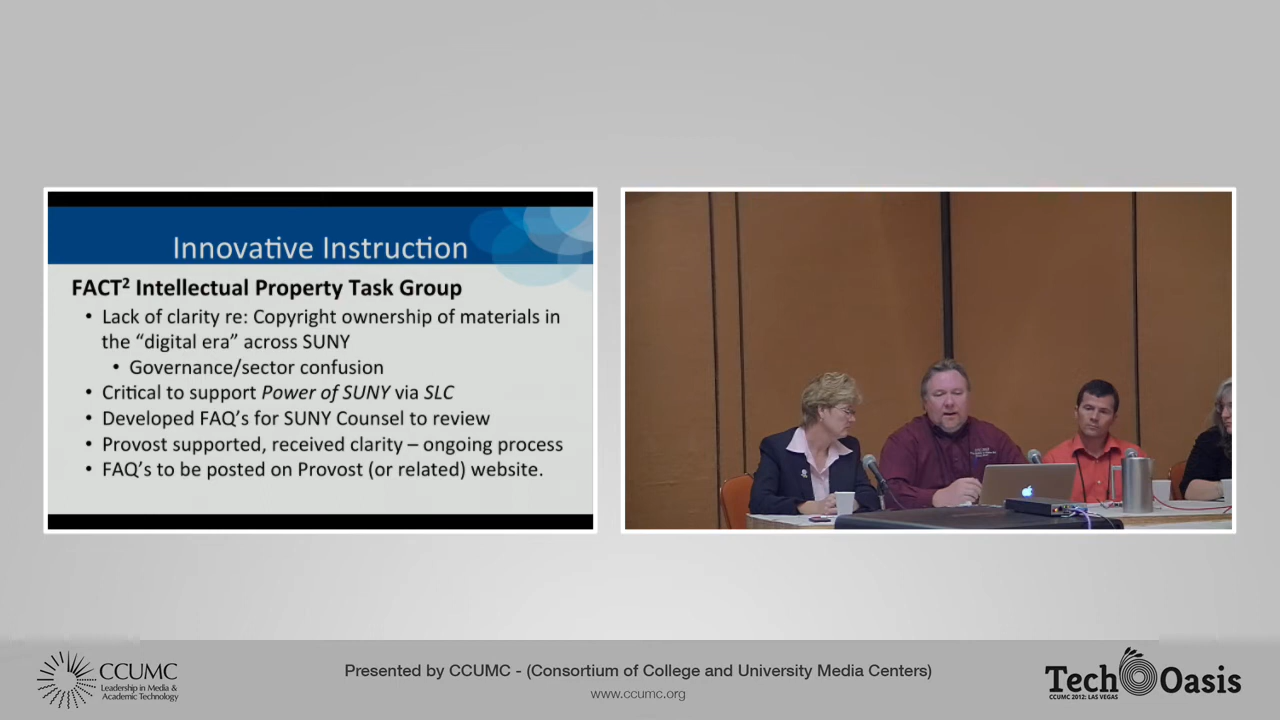 Innovative Instruction
FACT² Intellectual Property Task Group
• Lack of clarity re: Copyright ownership of materials in
the “digital era” across SUNY
• Governance/sector confusion
• Critical to support Power of SUNY via SLC
• Developed FAQ’s for SUNY Counsel to review
• Provost supported, received clarity – ongoing process
• FAQ’s to be posted on Provost (or related) website.
CCUMC
Leadership in Media &
Academic Technology
Presented by CCUMC - (Consortium of College and University Media Centers)
www.ccumc.org
Tech Oasis
CCUMC 2012: LAS VEGAS